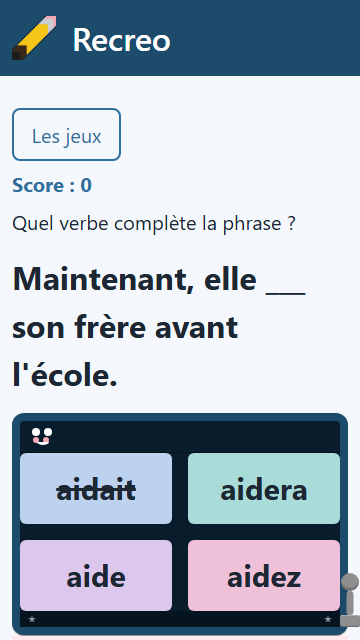 Recreo
Les jeux
Score : 0
Quel verbe complète la phrase ?
Maintenant, elle ___
son frère avant
l'école.
aidait
aidera
aide
aidez